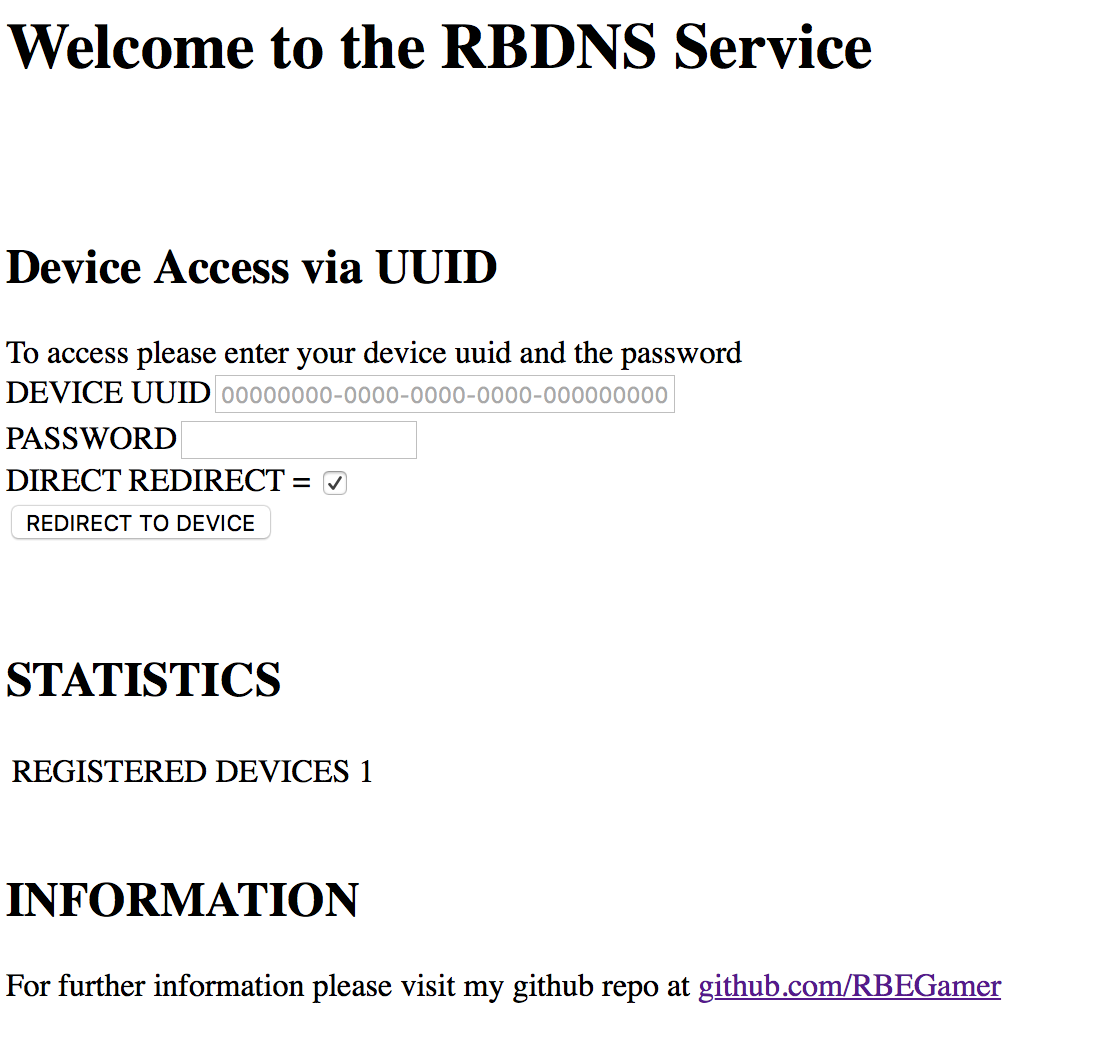 Welcome to the RBDNS Service
Device Access via UUID
To access please enter your device uuid and the password
DEVICE UUID 00000000-0000-0000-0000-000000000
PASSWORD
DIRECT REDIRECT =
REDIRECT TO DEVICE
STATISTICS
REGISTERED DEVICES 1
INFORMATION
For further information please visit my github repo at github.com/RBEGamer